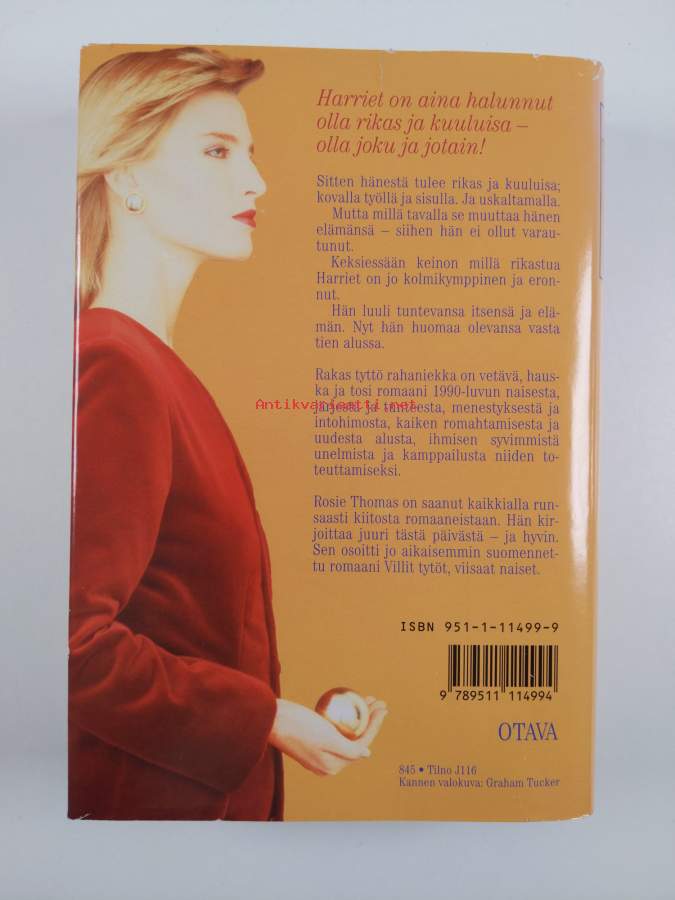 Harriet on aina halunnut
olla rikas ja kuuluisa –
olla joku ja jotain!
Sitten hänestä tulee rikas ja kuuluisa;
kovalla työllä ja sisulla. Ja uskaltamalla.
Mutta millä tavalla se muuttaa hänen
elämänsä – siihen hän ei ollut varau-
tunut.
Keksiessään keinon millä rikastua
Harriet on jo kolmikymppinen ja eron-
nut.
Hän luuli tuntevansa itsensä ja elä-
män. Nyt hän huomaa olevansa vasta
tien alussa.
Rakas tyttö rahaniekka on vetävä, haus-
ka ja tosi romaani 1990-luvun naisesta,
Antikvariaatti.net
järjestä ja tunteesta, menestyksestä ja
intohimosta, kaiken romahtamisesta ja
uudesta alusta, ihmisen syvimmistä
unelmista ja kamppailusta niiden to-
teuttamiseksi.
Rosie Thomas on saanut kaikkialla run-
saasti kiitosta romaaneistaan. Hän kir-
joittaa juuri tästä päivästä – ja hyvin.
Sen osoitti jo aikaisemmin suomennet-
tu romaani Villit tytöt, viisaat naiset.
ISBN 951-1-11499-9
9 789511 114994
OTAVA
845 • Tilno J116
Kannen valokuva: Graham Tucker